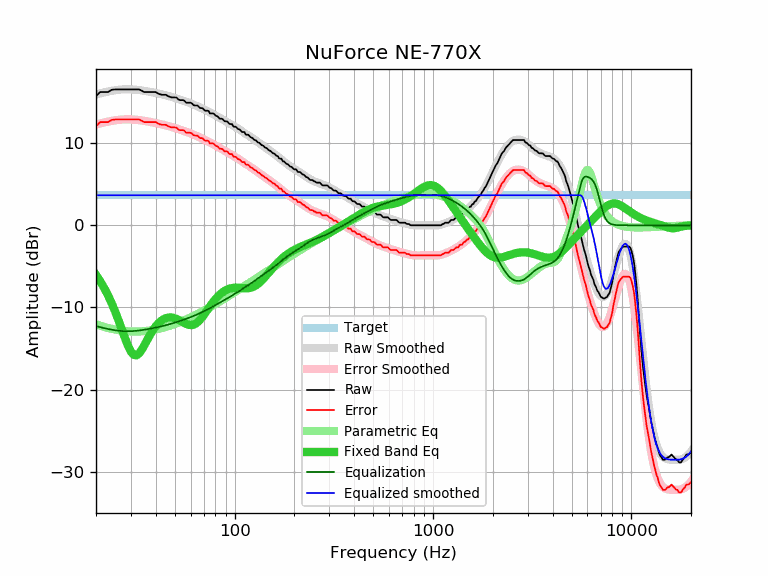 NuForce NE-770X
Amplitude (dBr)
10
0
−10
−20
−30
Target
Raw Smoothed
Error Smoothed
Raw
Error
Parametric Eq
Fixed Band Eq
Equalization
Equalized smoothed
100
1000
10000
Frequency (Hz)